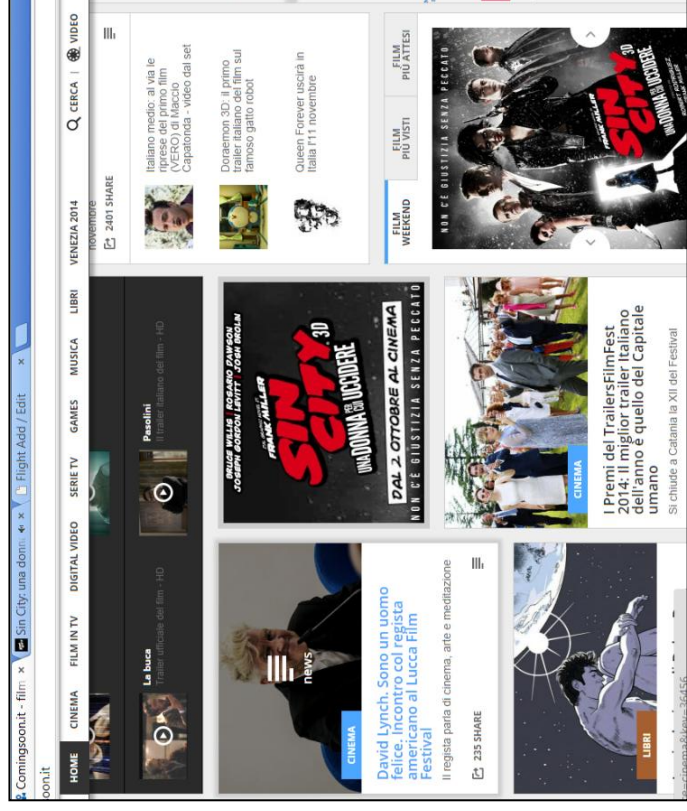 Comingsoon.it - film ×
Sin City: una donna ×
Flight Add / Edit ×
oon.it
HOME
CINEMA
FILM IN TV
DIGITAL VIDEO
SERIE TV
GAMES
MUSICA
LIBRI
VENEZIA 2014
CERCA | VIDEO
La buca
Trailer ufficiale del film - HD
Pasolini
Il trailer italiano del film - HD
novembre
2401 SHARE
Italiano medio: al via le
riprese del primo film
(VERO) di Maccio
Capatonda - video dal set
Doraemon 3D: il primo
trailer italiano del film sul
famoso gatto robot
Queen Forever uscirà in
Italia l'11 novembre
news
CINEMA
David Lynch. Sono un uomo
felice. Incontro col regista
americano al Lucca Film
Festival
Il regista parla di cinema, arte e meditazione
235 SHARE
BRUCE WILLIS | ROSARIO DAWSON
JOSEPH GORDON LEVITT | JOSH BROLIN
FRANK MILLER
SIN
CITY 3D
UNA DONNA PER CUI UCCIDERE
DAL 2 OTTOBRE AL CINEMA
NON C'È GIUSTIZIA SENZA PECCATO
FILM
WEEKEND
FILM
PIÙ VISTI
FILM
PIÙ ATTESI
NON C'È GIUSTIZIA SENZA PECCATO
FRANK MILLER
SIN
CITY 3D
UNA DONNA PER CUI UCCIDERE
CINEMA
I Premi del TrailersFilmFest
2014: Il miglior trailer Italiano
dell'anno è quello del Capitale
umano
Si chiude a Catania la XII del Festival
LIBRI
=cinema&key=36456